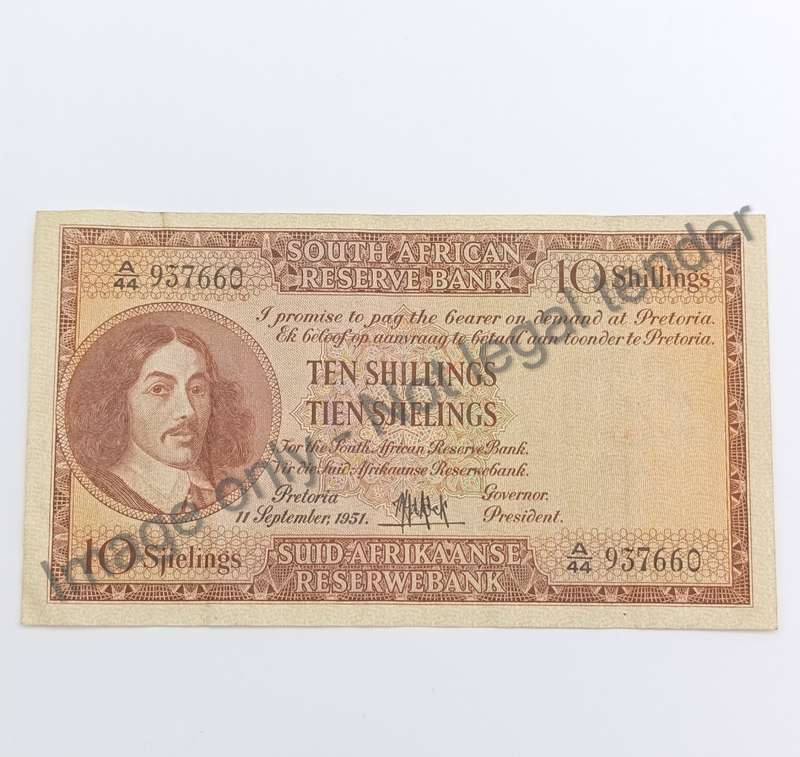 SOUTH AFRICAN
RESERVE BANK
A/44 937660
10 Shillings
I promise to pay the bearer on demand at Pretoria.
Ek beloof op aanvraag te betaal aan toonder te Pretoria.
TEN SHILLINGS
TIEN SJIELINGS
For the South African Reserve Bank.
Vir die Suid-Afrikaanse Reserwebank.
Pretoria
Governor.
11 September, 1951.
President.
10 Sjielings
SUID-AFRIKAANSE
RESERWEBANK
A/44 937660
Image only - Not legal tender